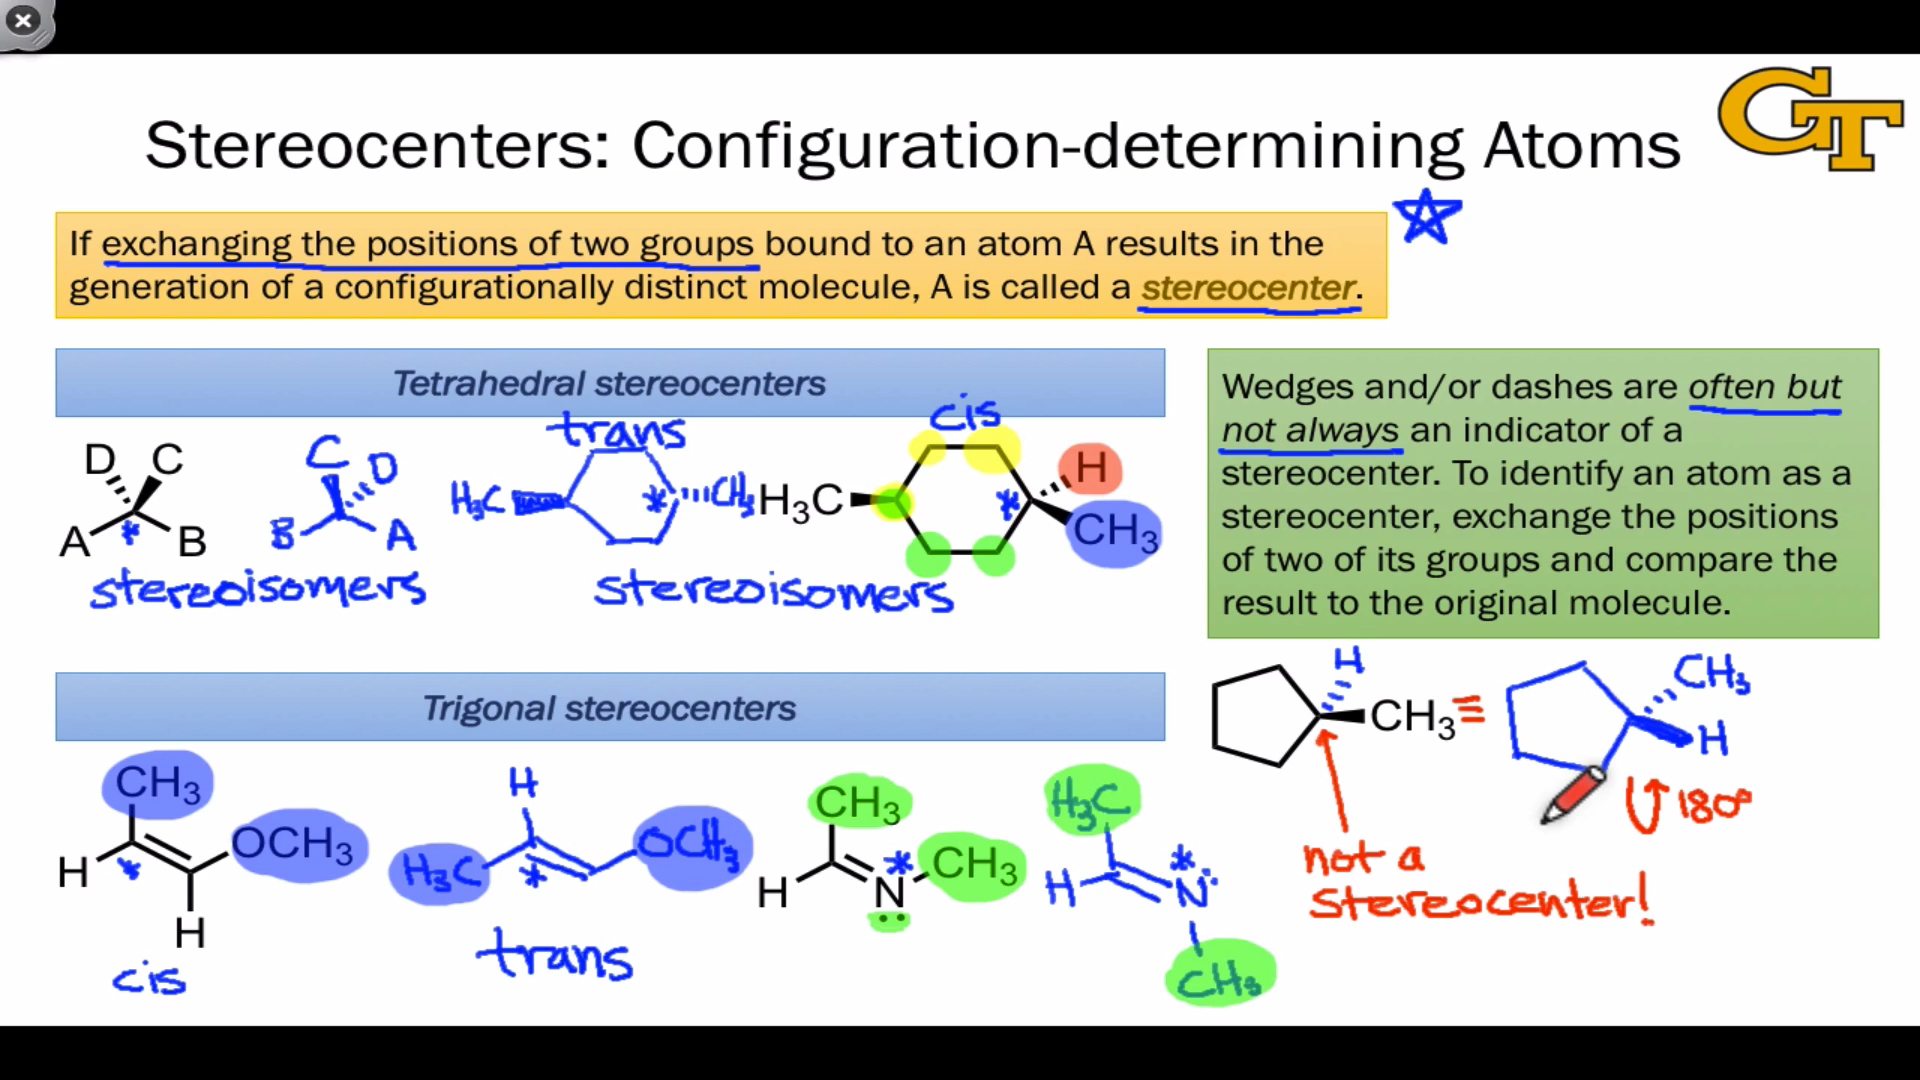 GT
Stereocenters: Configuration-determining Atoms
If exchanging the positions of two groups bound to an atom A results in the
generation of a configurationally distinct molecule, A is called a stereocenter.
Tetrahedral stereocenters
D C
A * B
C D
B A
stereoisomers
trans
H₃C * CH₃
cis
H₃C * H
CH₃
stereoisomers
Wedges and/or dashes are often but
not always an indicator of a
stereocenter. To identify an atom as a
stereocenter, exchange the positions
of two of its groups and compare the
result to the original molecule.
H
CH₃ ≡
CH₃
H
180°
not a
stereocenter!
Trigonal stereocenters
CH₃
H * OCH₃
H
cis
H
H₃C * OCH₃
trans
CH₃
H N * CH₃
H₃C
H N *
CH₃